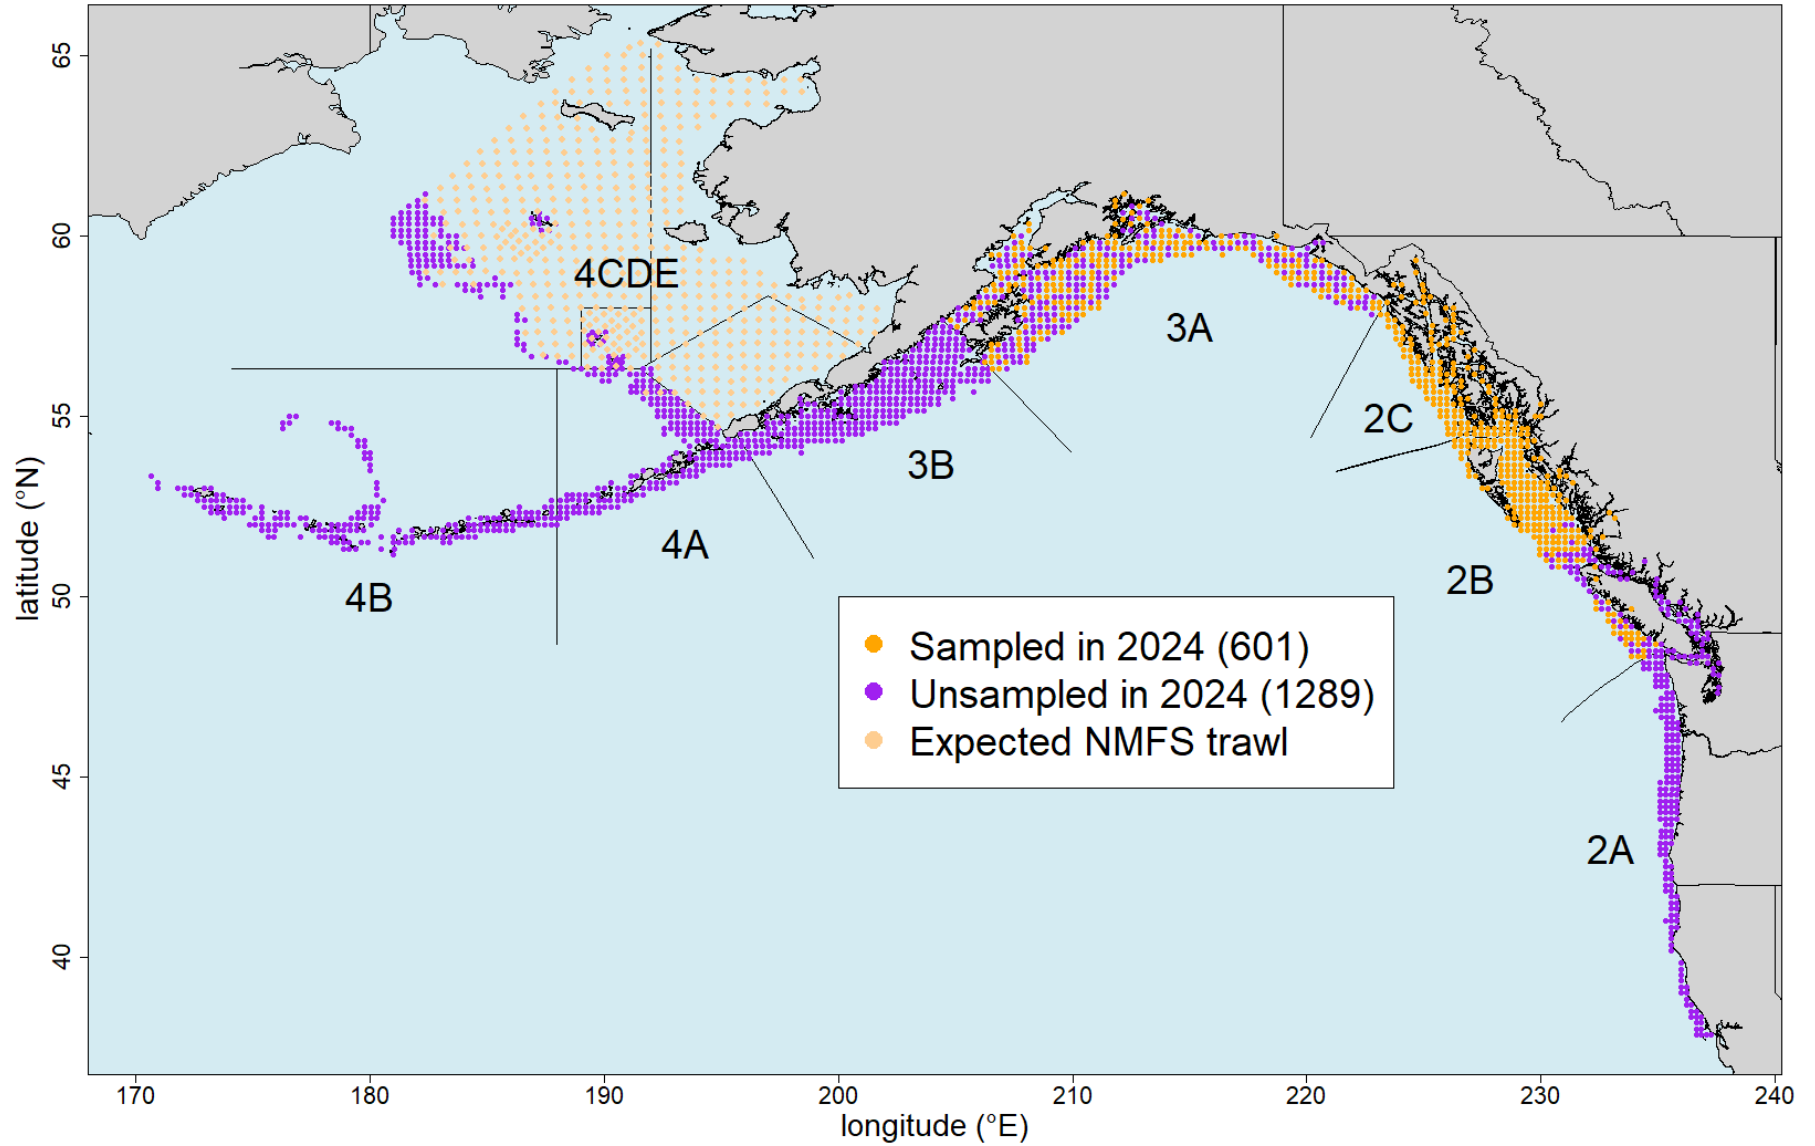 65
60
55
50
45
40
latitude (°N)
4CDE
3A
2C
3B
4A
2B
4B
2A
Sampled in 2024 (601)
Unsampled in 2024 (1289)
Expected NMFS trawl
170
180
190
200
210
220
230
240
longitude (°E)